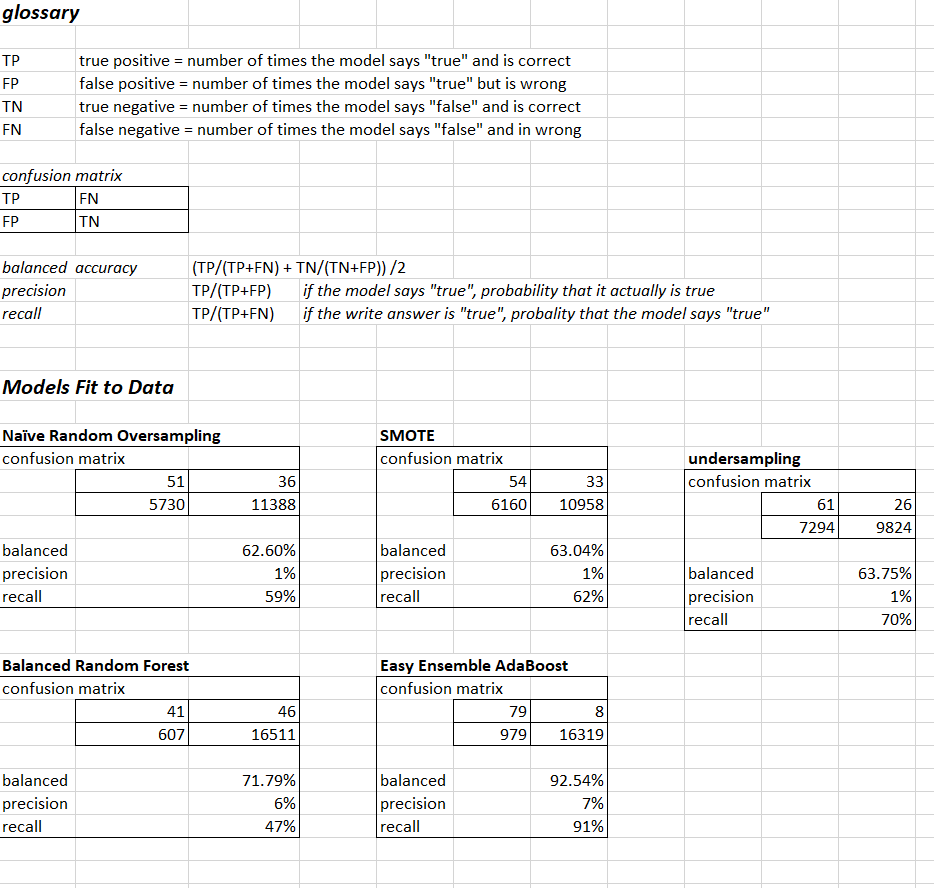 glossary
TP true positive = number of times the model says "true" and is correct
FP false positive = number of times the model says "true" but is wrong
TN true negative = number of times the model says "false" and is correct
FN false negative = number of times the model says "false" and in wrong
confusion matrix
TP FN
FP TN
balanced accuracy (TP/(TP+FN) + TN/(TN+FP)) /2
precision TP/(TP+FP) if the model says "true", probability that it actually is true
recall TP/(TP+FN) if the write answer is "true", probality that the model says "true"
Models Fit to Data
Naïve Random Oversampling
confusion matrix
51 36
5730 11388
balanced 62.60%
precision 1%
recall 59%
SMOTE
confusion matrix
54 33
6160 10958
balanced 63.04%
precision 1%
recall 62%
undersampling
confusion matrix
61 26
7294 9824
balanced 63.75%
precision 1%
recall 70%
Balanced Random Forest
confusion matrix
41 46
607 16511
balanced 71.79%
precision 6%
recall 47%
Easy Ensemble AdaBoost
confusion matrix
79 8
979 16319
balanced 92.54%
precision 7%
recall 91%